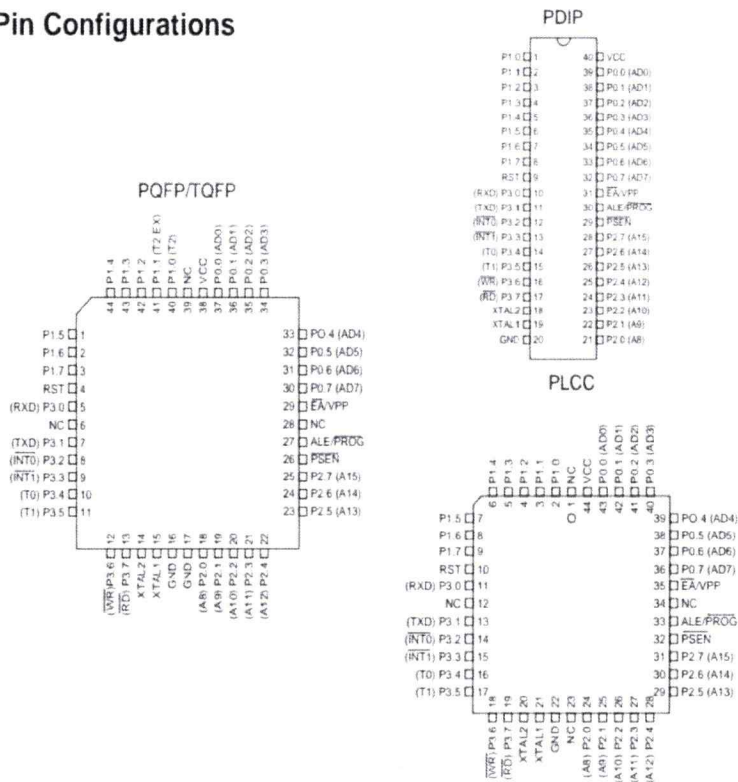 Pin Configurations
PDIP
P1.0 1 40 VCC
P1.1 2 39 P0.0 (AD0)
P1.2 3 38 P0.1 (AD1)
P1.3 4 37 P0.2 (AD2)
P1.4 5 36 P0.3 (AD3)
P1.5 6 35 P0.4 (AD4)
P1.6 7 34 P0.5 (AD5)
P1.7 8 33 P0.6 (AD6)
RST 9 32 P0.7 (AD7)
(RXD) P3.0 10 31 EA/VPP
(TXD) P3.1 11 30 ALE/PROG
(INT0) P3.2 12 29 PSEN
(INT1) P3.3 13 28 P2.7 (A15)
(T0) P3.4 14 27 P2.6 (A14)
(T1) P3.5 15 26 P2.5 (A13)
(WR) P3.6 16 25 P2.4 (A12)
(RD) P3.7 17 24 P2.3 (A11)
XTAL2 18 23 P2.2 (A10)
XTAL1 19 22 P2.1 (A9)
GND 20 21 P2.0 (A8)
PQFP/TQFP
P1.4
P1.3
P1.2
P1.1 (T2 EX)
P1.0 (T2)
NC
VCC
P0.0 (AD0)
P0.1 (AD1)
P0.2 (AD2)
P0.3 (AD3)
44 43 42 41 40 39 38 37 36 35 34
P1.5 1 33 PO.4 (AD4)
P1.6 2 32 P0.5 (AD5)
P1.7 3 31 P0.6 (AD6)
RST 4 30 P0.7 (AD7)
(RXD) P3.0 5 29 EA/VPP
NC 6 28 NC
(TXD) P3.1 7 27 ALE/PROG
(INT0) P3.2 8 26 PSEN
(INT1) P3.3 9 25 P2.7 (A15)
(T0) P3.4 10 24 P2.6 (A14)
(T1) P3.5 11 23 P2.5 (A13)
12 13 14 15 16 17 18 19 20 21 22
(WR) P3.6
(RD) P3.7
XTAL2
XTAL1
GND
GND
(A8) P2.0
(A9) P2.1
(A10) P2.2
(A11) P2.3
(A12) P2.4
PLCC
P1.4
P1.3
P1.2
P1.1
P1.0
NC
VCC
P0.0 (AD0)
P0.1 (AD1)
P0.2 (AD2)
P0.3 (AD3)
6 5 4 3 2 1 44 43 42 41 40
P1.5 7 39 PO.4 (AD4)
P1.6 8 38 P0.5 (AD5)
P1.7 9 37 P0.6 (AD6)
RST 10 36 P0.7 (AD7)
(RXD) P3.0 11 35 EA/VPP
NC 12 34 NC
(TXD) P3.1 13 33 ALE/PROG
(INT0) P3.2 14 32 PSEN
(INT1) P3.3 15 31 P2.7 (A15)
(T0) P3.4 16 30 P2.6 (A14)
(T1) P3.5 17 29 P2.5 (A13)
18 19 20 21 22 23 24 25 26 27 28
(WR) P3.6
(RD) P3.7
XTAL2
XTAL1
GND
NC
(A8) P2.0
(A9) P2.1
(A10) P2.2
(A11) P2.3
(A12) P2.4